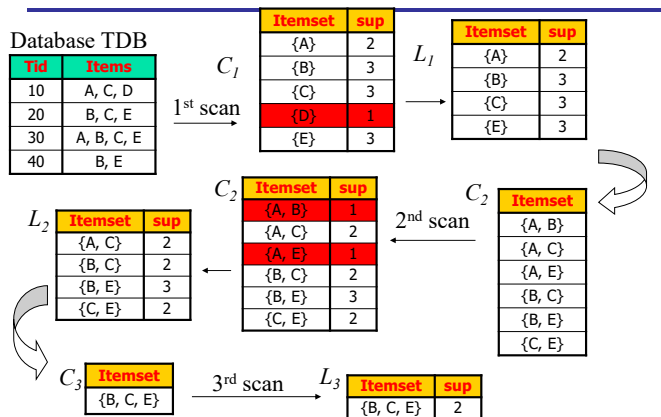 Database TDB
Tid Items
10 A, C, D
20 B, C, E
30 A, B, C, E
40 B, E
1st scan
C1
Itemset sup
{A} 2
{B} 3
{C} 3
{D} 1
{E} 3
L1
Itemset sup
{A} 2
{B} 3
{C} 3
{E} 3
C2
Itemset
{A, B}
{A, C}
{A, E}
{B, C}
{B, E}
{C, E}
2nd scan
C2
Itemset sup
{A, B} 1
{A, C} 2
{A, E} 1
{B, C} 2
{B, E} 3
{C, E} 2
L2
Itemset sup
{A, C} 2
{B, C} 2
{B, E} 3
{C, E} 2
C3
Itemset
{B, C, E}
3rd scan
L3
Itemset sup
{B, C, E} 2